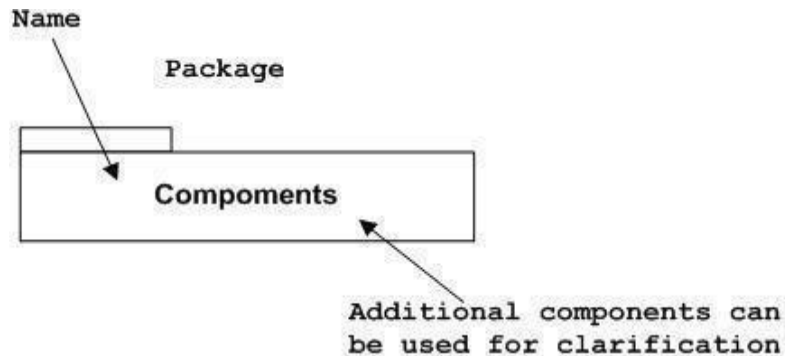 Name
Package
Compoments
Additional components can
be used for clarification